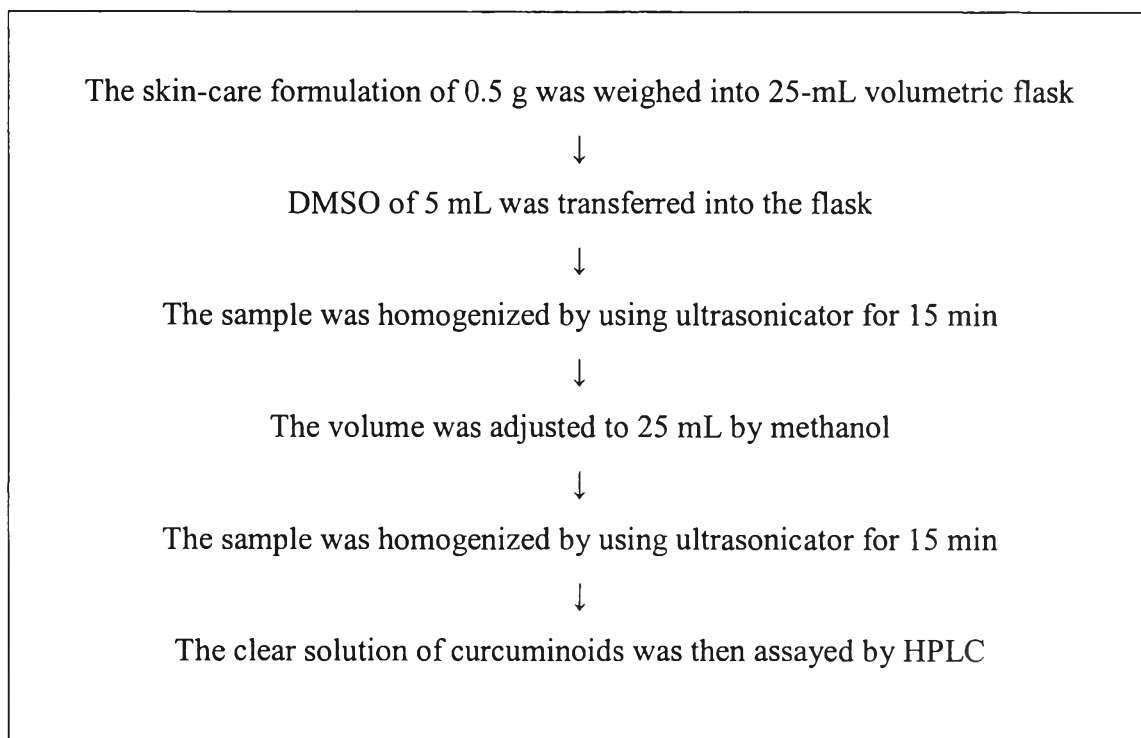 The skin-care formulation of 0.5 g was weighed into 25-mL volumetric flask
↓
DMSO of 5 mL was transferred into the flask
↓
The sample was homogenized by using ultrasonicator for 15 min
↓
The volume was adjusted to 25 mL by methanol
↓
The sample was homogenized by using ultrasonicator for 15 min
↓
The clear solution of curcuminoids was then assayed by HPLC